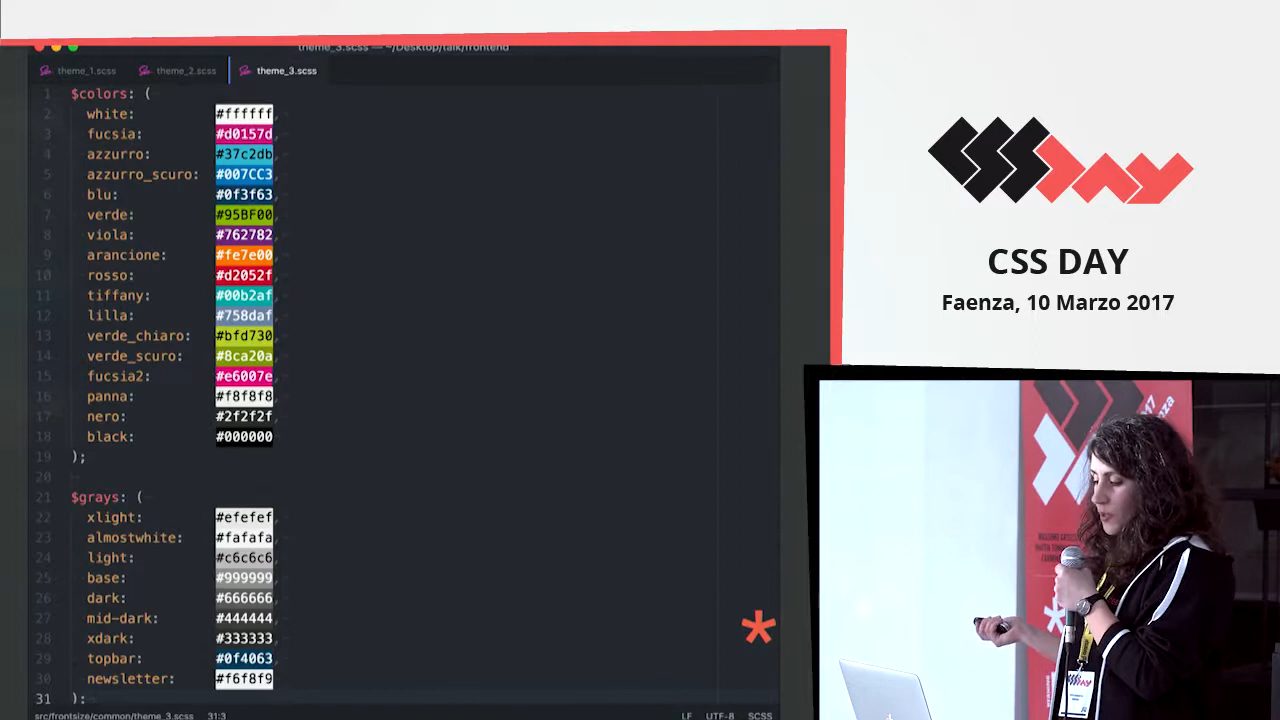 theme_3.scss — ~/Desktop/talk/frontend
theme_1.scss
theme_2.scss
theme_3.scss
1 $colors: (
2 white: #ffffff,
3 fucsia: #d0157d,
4 azzurro: #37c2db,
5 azzurro_scuro: #007CC3,
6 blu: #0f3f63,
7 verde: #95BF00,
8 viola: #762782,
9 arancione: #fe7e00,
10 rosso: #d2052f,
11 tiffany: #00b2af,
12 lilla: #758daf,
13 verde_chiaro: #bfd730,
14 verde_scuro: #8ca20a,
15 fucsia2: #e6007e,
16 panna: #f8f8f8,
17 nero: #2f2f2f,
18 black: #000000
19 );
20
21 $grays: (
22 xlight: #efefef,
23 almostwhite: #fafafa,
24 light: #c6c6c6,
25 base: #999999,
26 dark: #666666,
27 mid-dark: #444444,
28 xdark: #333333,
29 topbar: #0f4063,
30 newsletter: #f6f8f9,
31 );
src/frontsize/common/theme_3.scss 31:3 LF UTF-8 SCSS
*
CSS DAY
CSS DAY
Faenza, 10 Marzo 2017